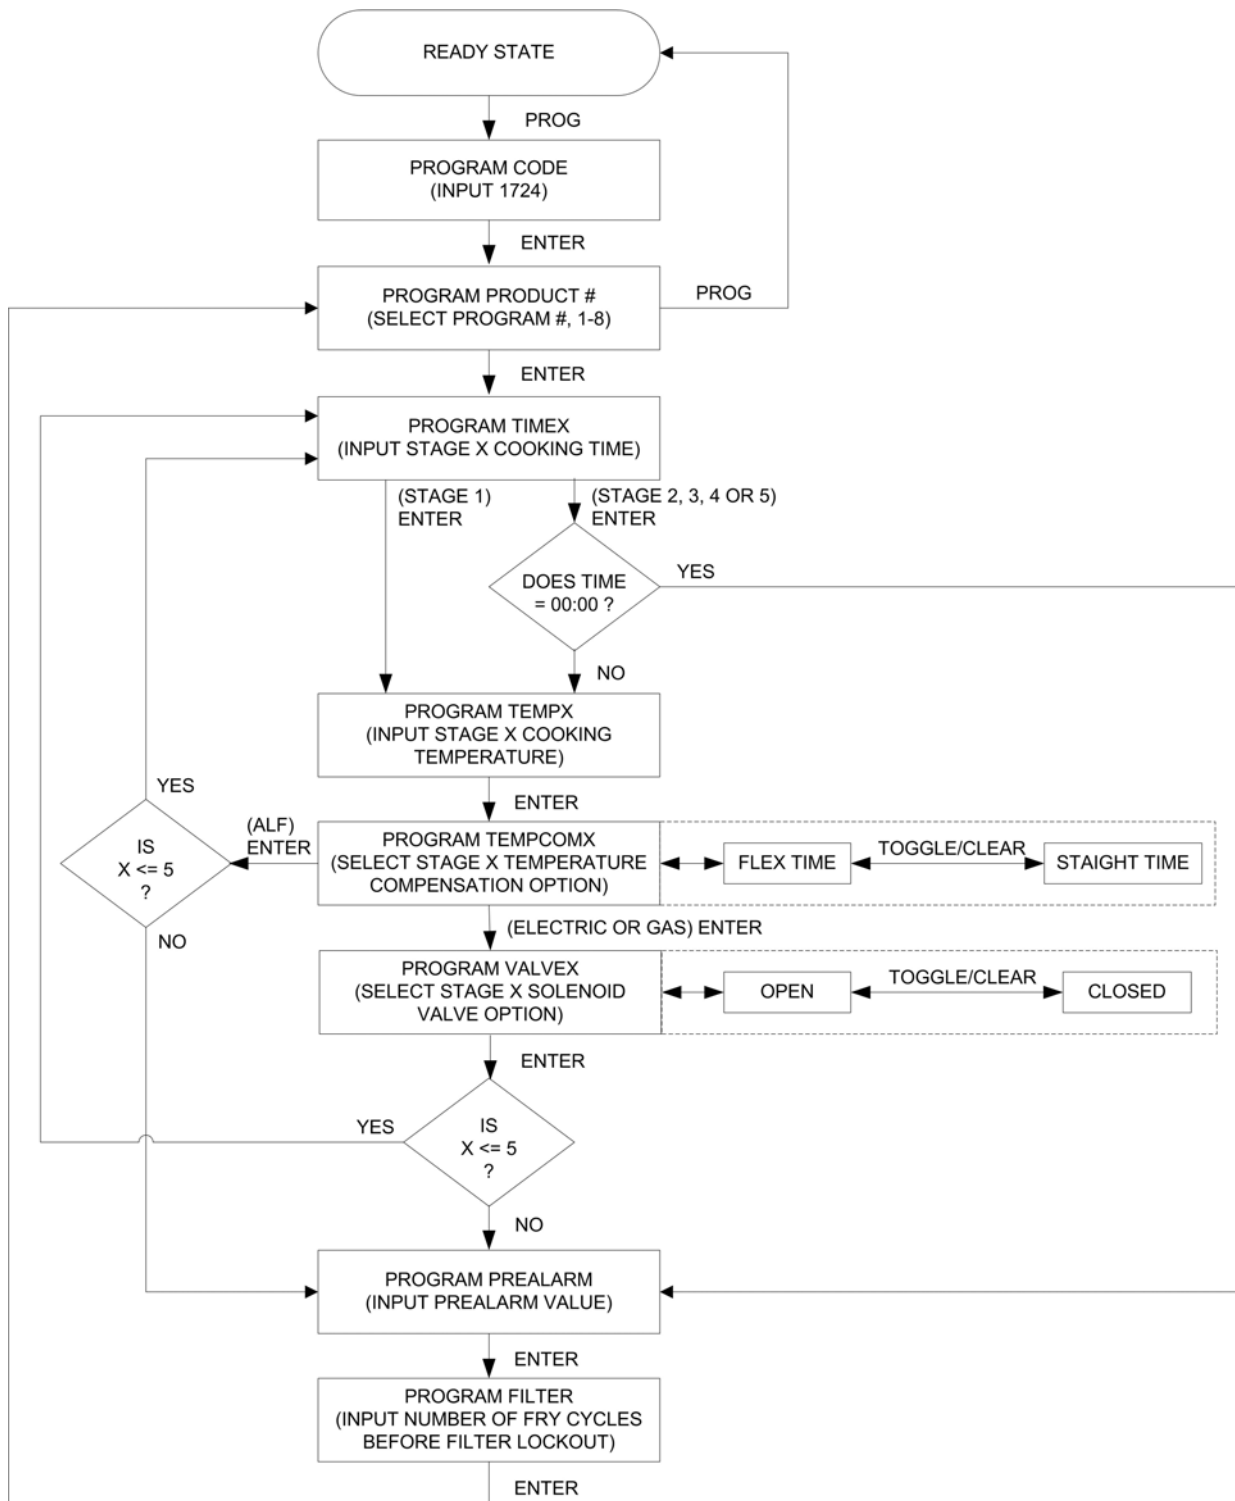 READY STATE
PROG
PROGRAM CODE
(INPUT 1724)
ENTER
PROGRAM PRODUCT #
(SELECT PROGRAM #, 1-8)
PROG
ENTER
PROGRAM TIMEX
(INPUT STAGE X COOKING TIME)
(STAGE 1)
ENTER
(STAGE 2, 3, 4 OR 5)
ENTER
DOES TIME
= 00:00 ?
YES
NO
PROGRAM TEMPX
(INPUT STAGE X COOKING
TEMPERATURE)
ENTER
YES
IS
X <= 5
?
NO
(ALF)
ENTER
PROGRAM TEMPCOMX
(SELECT STAGE X TEMPERATURE
COMPENSATION OPTION)
FLEX TIME
TOGGLE/CLEAR
STAIGHT TIME
(ELECTRIC OR GAS) ENTER
PROGRAM VALVEX
(SELECT STAGE X SOLENOID
VALVE OPTION)
OPEN
TOGGLE/CLEAR
CLOSED
ENTER
YES
IS
X <= 5
?
NO
PROGRAM PREALARM
(INPUT PREALARM VALUE)
ENTER
PROGRAM FILTER
(INPUT NUMBER OF FRY CYCLES
BEFORE FILTER LOCKOUT)
ENTER